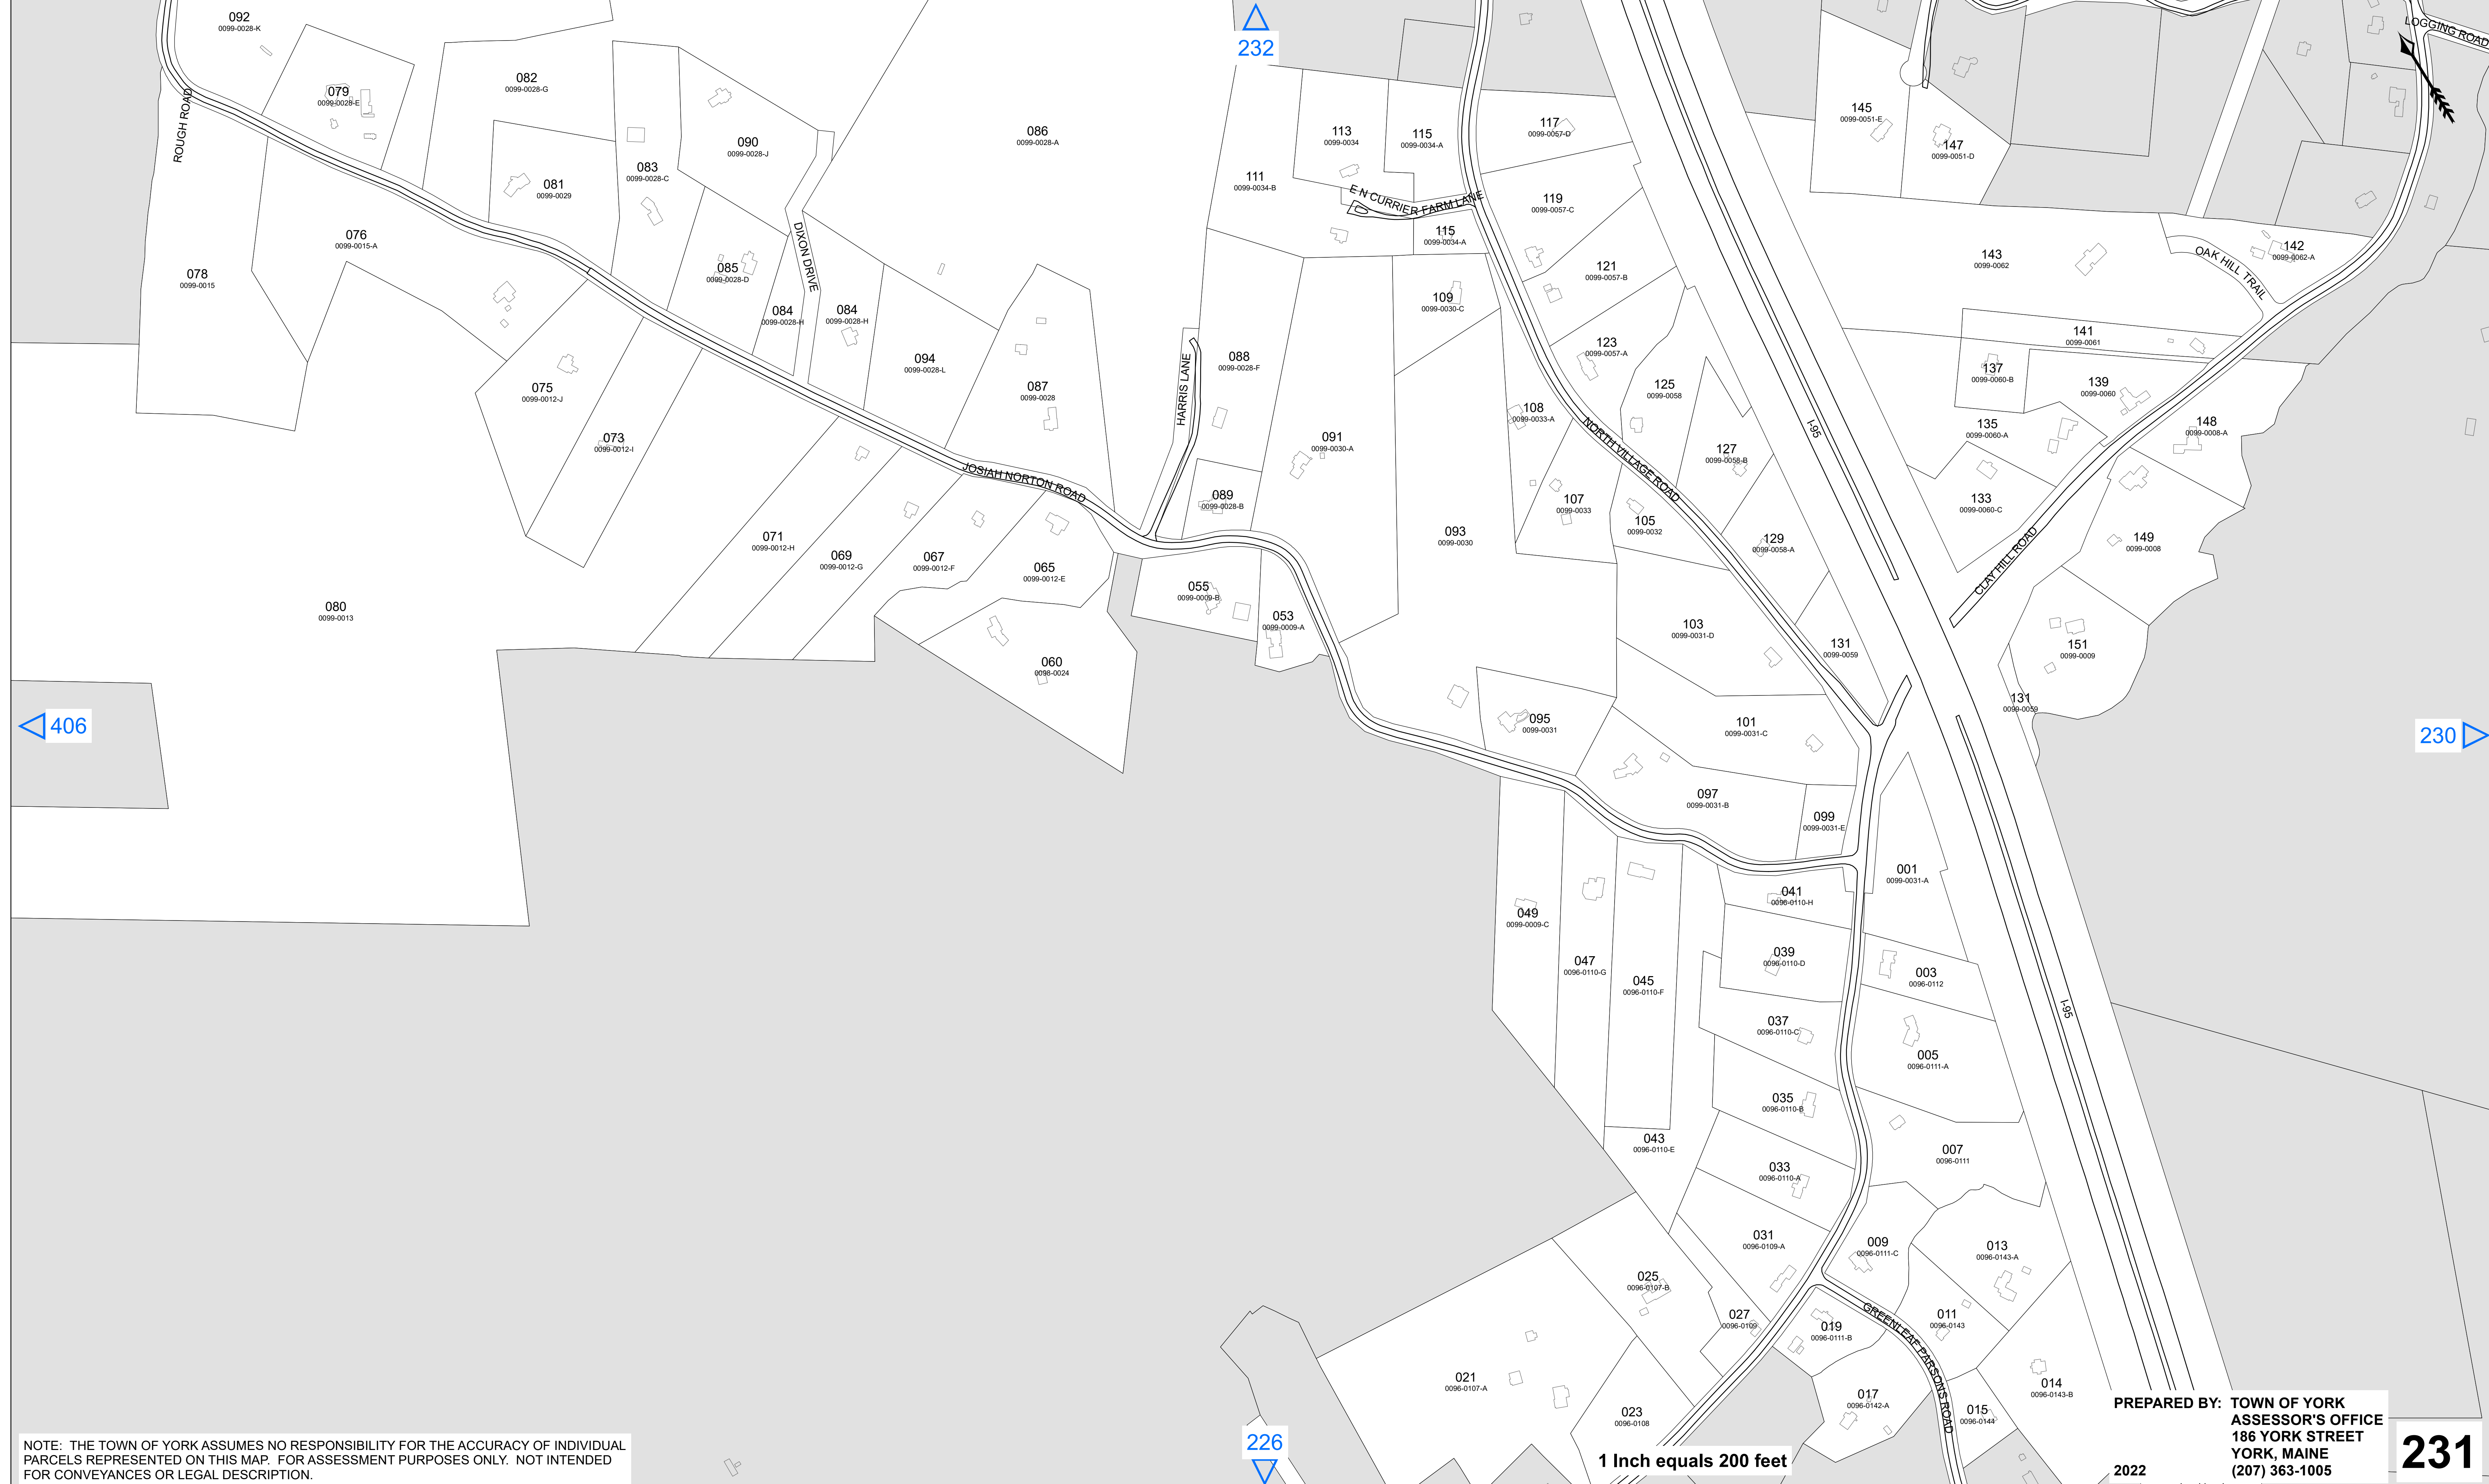 092
0099-0028-K
232
LOGGING ROAD
082
0099-0028-G
079
0099-0028-E
ROUGH ROAD
090
0099-0028-J
086
0099-0028-A
083
0099-0028-C
081
0099-0029
113
0099-0034
115
0099-0034-A
117
0099-0057-D
145
0099-0051-E
147
0099-0051-D
111
0099-0034-B
E N CURRIER FARM LANE
119
0099-0057-C
115
0099-0034-A
076
0099-0015-A
078
0099-0015
DIXON DRIVE
085
0099-0028-D
084
0099-0028-H
084
0099-0028-H
121
0099-0057-B
143
0099-0062
OAK HILL TRAIL
142
0099-0062-A
109
0099-0030-C
094
0099-0028-L
087
0099-0028
HARRIS LANE
088
0099-0028-F
123
0099-0057-A
125
0099-0058
141
0099-0061
137
0099-0060-B
139
0099-0060
075
0099-0012-J
073
0099-0012-I
091
0099-0030-A
108
0099-0033-A
NORTH VILLAGE ROAD
I-95
127
0099-0058-B
135
0099-0060-A
148
0099-0008-A
JOSIAH NORTON ROAD
089
0099-0028-B
107
0099-0033
105
0099-0032
133
0099-0060-C
071
0099-0012-H
069
0099-0012-G
067
0099-0012-F
065
0099-0012-E
093
0099-0030
129
0099-0058-A
CLAY HILL ROAD
149
0099-0008
080
0099-0013
055
0099-0009-B
053
0099-0009-A
103
0099-0031-D
131
0099-0059
151
0099-0009
060
0098-0024
131
0099-0059
406
095
0099-0031
101
0099-0031-C
230
097
0099-0031-B
099
0099-0031-E
001
0099-0031-A
049
0099-0009-C
041
0096-0110-H
047
0096-0110-G
045
0096-0110-F
039
0096-0110-D
003
0096-0112
I-95
037
0096-0110-C
005
0096-0111-A
035
0096-0110-B
043
0096-0110-E
033
0096-0110-A
007
0096-0111
031
0096-0109-A
009
0096-0111-C
013
0096-0143-A
025
0096-0107-B
027
0096-0109
019
0096-0111-B
GREENLEAF PARSONS ROAD
011
0096-0143
021
0096-0107-A
023
0096-0108
017
0096-0142-A
015
0096-0144
014
0096-0143-B
226
NOTE: THE TOWN OF YORK ASSUMES NO RESPONSIBILITY FOR THE ACCURACY OF INDIVIDUAL
PARCELS REPRESENTED ON THIS MAP. FOR ASSESSMENT PURPOSES ONLY. NOT INTENDED
FOR CONVEYANCES OR LEGAL DESCRIPTION.
1 Inch equals 200 feet
PREPARED BY: TOWN OF YORK
ASSESSOR'S OFFICE
186 YORK STREET
YORK, MAINE
2022 (207) 363-1005
231